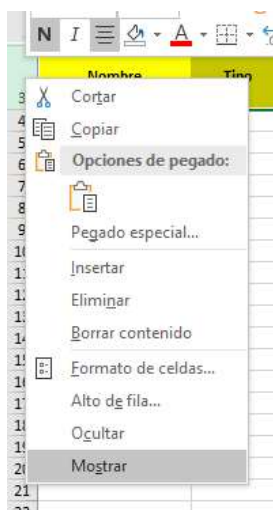 N I A
Nombre Tipo
3
4
5
6
7
8
9
21
Cortar
Copiar
Opciones de pegado:
Pegado especial...
Insertar
Eliminar
Borrar contenido
Formato de celdas...
Alto de fila...
Ocultar
Mostrar